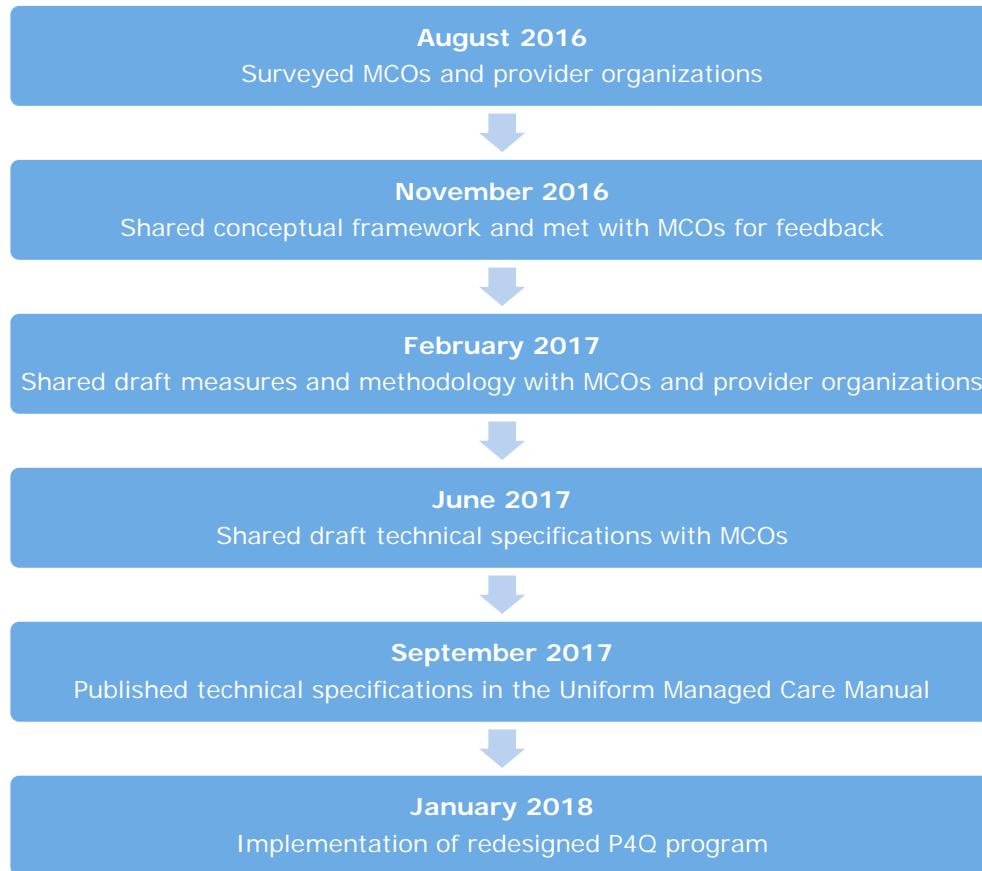 August 2016
Surveyed MCOs and provider organizations
November 2016
Shared conceptual framework and met with MCOs for feedback
February 2017
Shared draft measures and methodology with MCOs and provider organizations
June 2017
Shared draft technical specifications with MCOs
September 2017
Published technical specifications in the Uniform Managed Care Manual
January 2018
Implementation of redesigned P4Q program